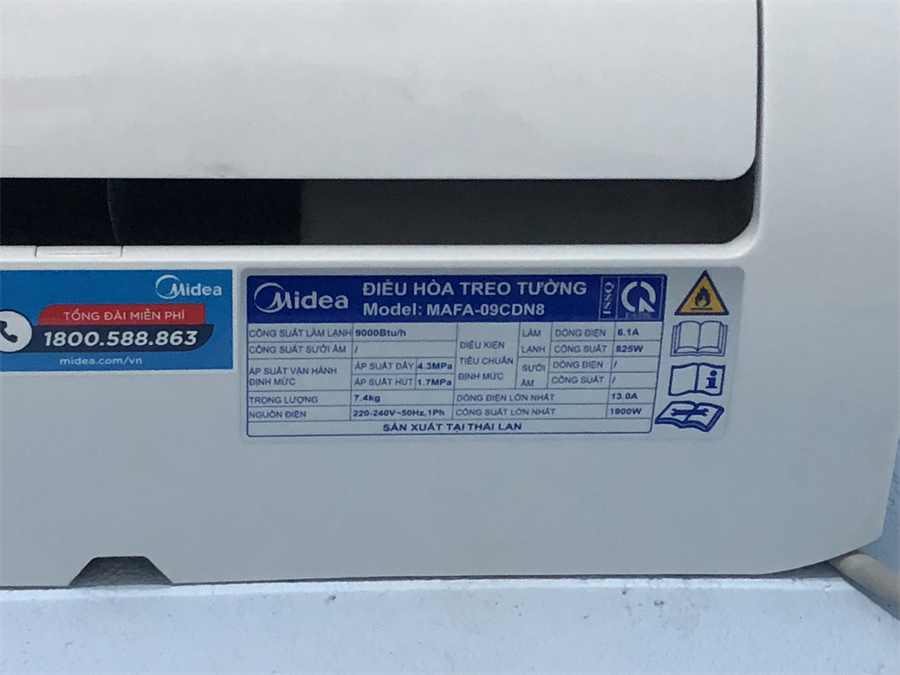 Midea
TỔNG ĐÀI MIỄN PHÍ
1800.588.863
midea.com/vn
Midea
ĐIỀU HÒA TREO TƯỜNG
Model: MAFA-09CDN8
ISSQ
CÔNG SUẤT LÀM LẠNH 9000Btu/h
CÔNG SUẤT SƯỞI ẤM /
ÁP SUẤT VẬN HÀNH ĐỊNH MỨC
ÁP SUẤT ĐẨY 4.3MPa
ÁP SUẤT HÚT 1.7MPa
TRỌNG LƯỢNG 7.4kg
NGUỒN ĐIỆN 220-240V~50Hz,1Ph
ĐIỀU KIỆN
TIÊU CHUẨN
ĐỊNH MỨC
LÀM LẠNH
DÒNG ĐIỆN 6.1A
CÔNG SUẤT 825W
SƯỞI ẤM
DÒNG ĐIỆN /
CÔNG SUẤT /
DÒNG ĐIỆN LỚN NHẤT 13.0A
CÔNG SUẤT LỚN NHẤT 1900W
SẢN XUẤT TẠI THÁI LAN